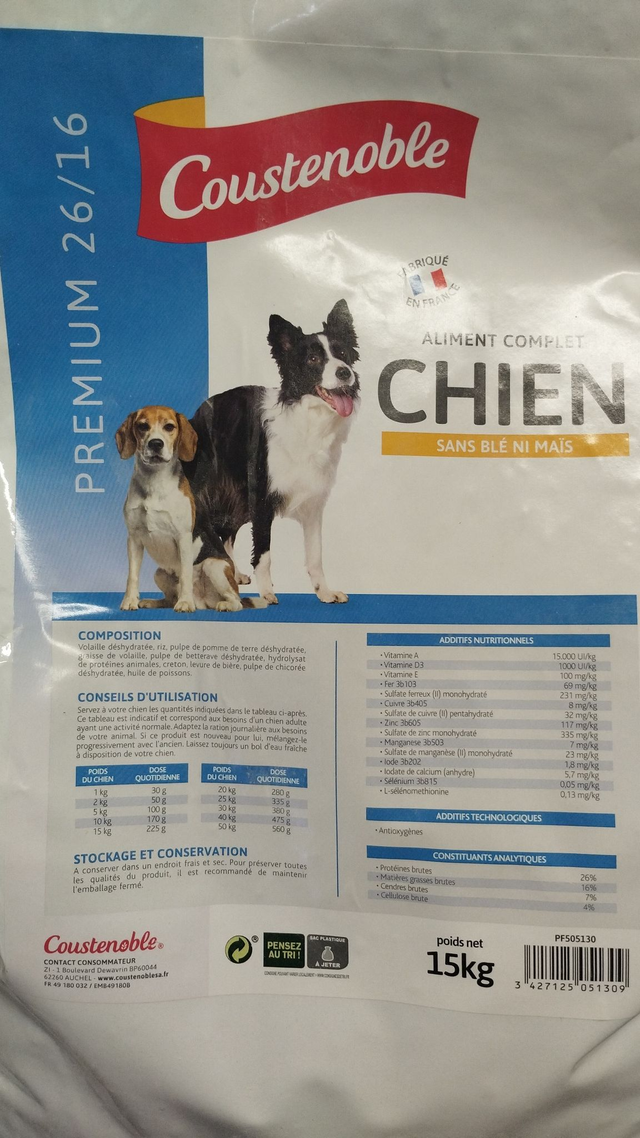 PREMIUM 26/16
Coustenoble
FABRIQUÉ
EN FRANCE
ALIMENT COMPLET
CHIEN
SANS BLÉ NI MAÏS
COMPOSITION
Volaille déshydratée, riz, pulpe de pomme de terre déshydratée,
graisse de volaille, pulpe de betterave déshydratée, hydrolysat
de protéines animales, creton, levure de bière, pulpe de chicorée
déshydratée, huile de poissons.
CONSEILS D'UTILISATION
Servez à votre chien les quantités indiquées dans le tableau ci-après.
Ce tableau est indicatif et correspond aux besoins d'un chien adulte
ayant une activité normale. Adaptez la ration journalière aux besoins
de votre animal. Si ce produit est nouveau pour lui, mélangez-le
progressivement avec l'ancien. Laissez toujours un bol d'eau fraîche
à disposition de votre chien.
POIDS DU CHIEN DOSE QUOTIDIENNE POIDS DU CHIEN DOSE QUOTIDIENNE
1 kg 30 g 20 kg 280 g
2 kg 50 g 25 kg 335 g
5 kg 100 g 30 kg 380 g
10 kg 170 g 40 kg 475 g
15 kg 225 g 50 kg 560 g
STOCKAGE ET CONSERVATION
A conserver dans un endroit frais et sec. Pour préserver toutes
les qualités du produit, il est recommandé de maintenir
l'emballage fermé.
ADDITIFS NUTRITIONNELS
• Vitamine A 15.000 UI/kg
• Vitamine D3 1000 UI/kg
• Vitamine E 100 mg/kg
• Fer 3b103 69 mg/kg
• Sulfate ferreux (II) monohydraté 231 mg/kg
• Cuivre 3b405 8 mg/kg
• Sulfate de cuivre (II) pentahydraté 32 mg/kg
• Zinc 3b605 117 mg/kg
• Sulfate de zinc monohydraté 335 mg/kg
• Manganese 3b503 7 mg/kg
• Sulfate de manganèse (II) monohydraté 23 mg/kg
• Iode 3b202 1,8 mg/kg
• Iodate de calcium (anhydre) 5,7 mg/kg
• Sélénium 3b815 0,05 mg/kg
• L-sélénomethionine 0,13 mg/kg
ADDITIFS TECHNOLOGIQUES
• Antioxygènes
CONSTITUANTS ANALYTIQUES
• Protéines brutes 26%
• Matières grasses brutes 16%
• Cendres brutes 7%
• Cellulose brute 4%
Coustenoble®
CONTACT CONSOMMATEUR
ZI - 1 Boulevard Dewavrin BP60044
62260 AUCHEL - www.coustenoblesa.fr
FR 49 180 032 / EMB49180B
PENSEZ
AU TRI !
SAC PLASTIQUE
À JETER
poids net
15kg
PF505130
3 427125 051309